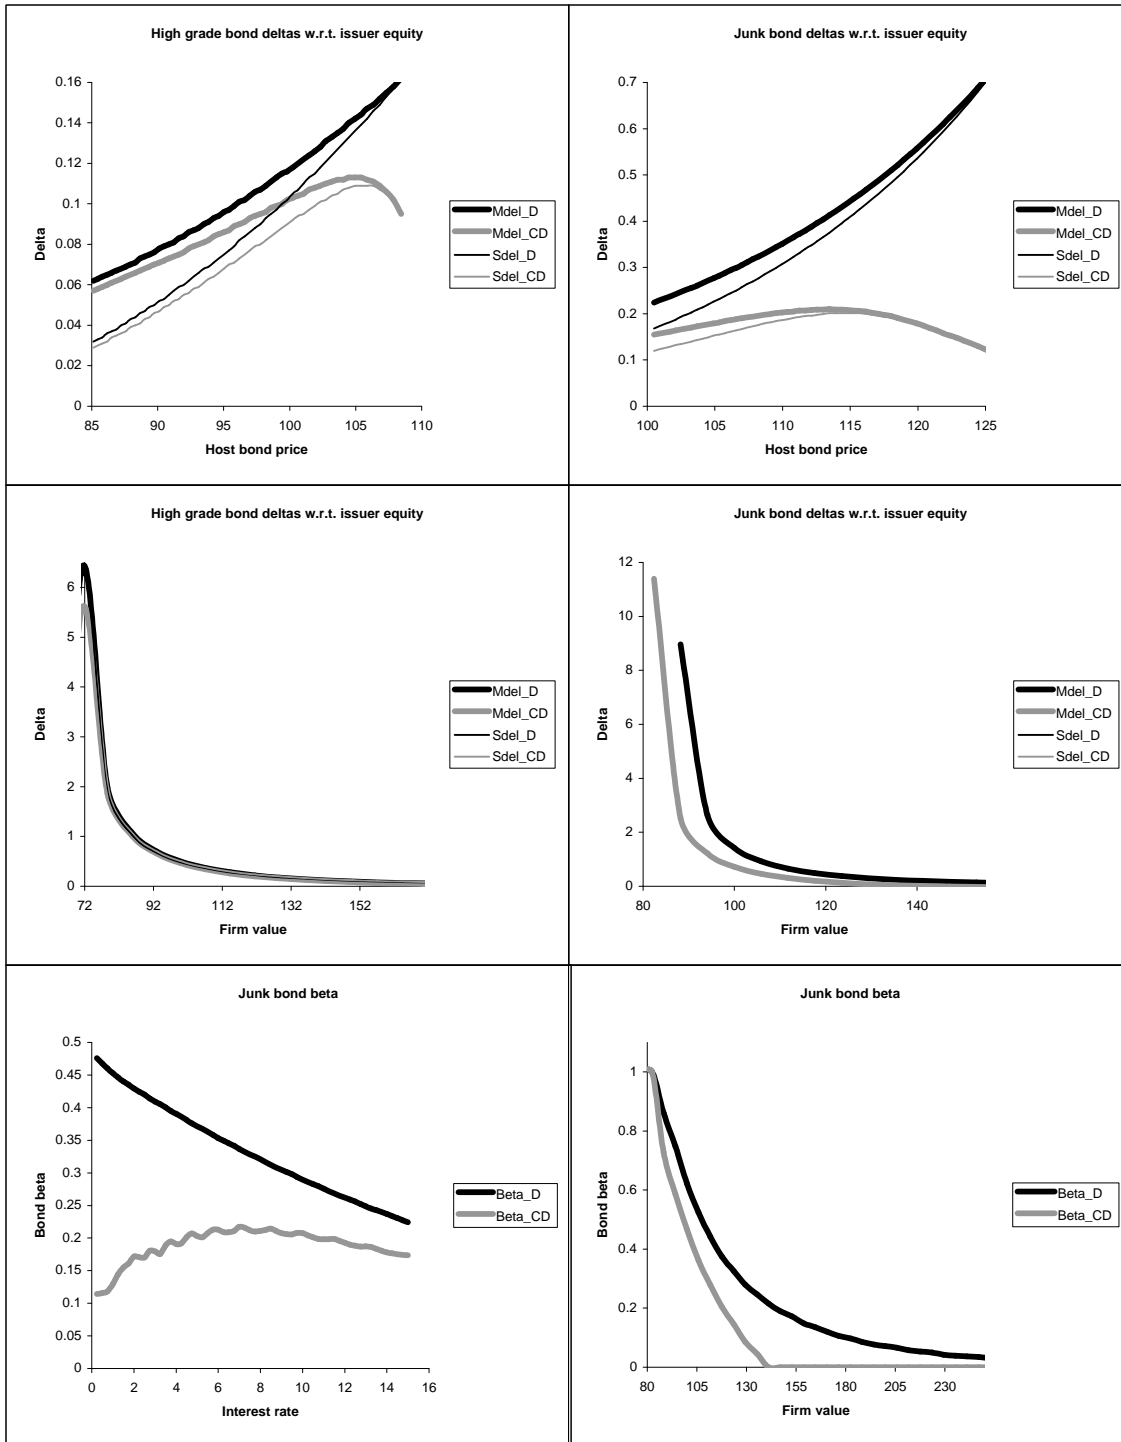 High grade bond deltas w.r.t. issuer equity
0.16
0.14
0.12
0.1
0.08
0.06
0.04
0.02
0
Delta
85 90 95 100 105 110
Host bond price
Mdel_D
Mdel_CD
Sdel_D
Sdel_CD
Junk bond deltas w.r.t. issuer equity
0.7
0.6
0.5
0.4
0.3
0.2
0.1
0
Delta
100 105 110 115 120 125
Host bond price
Mdel_D
Mdel_CD
Sdel_D
Sdel_CD
High grade bond deltas w.r.t. issuer equity
6
5
4
3
2
1
0
Delta
72 92 112 132 152
Firm value
Mdel_D
Mdel_CD
Sdel_D
Sdel_CD
Junk bond deltas w.r.t. issuer equity
12
10
8
6
4
2
0
Delta
80 100 120 140
Firm value
Mdel_D
Mdel_CD
Sdel_D
Sdel_CD
Junk bond beta
0.5
0.45
0.4
0.35
0.3
0.25
0.2
0.15
0.1
0.05
0
Bond beta
0 2 4 6 8 10 12 14 16
Interest rate
Beta_D
Beta_CD
Junk bond beta
1
0.8
0.6
0.4
0.2
0
Bond beta
80 105 130 155 180 205 230
Firm value
Beta_D
Beta_CD